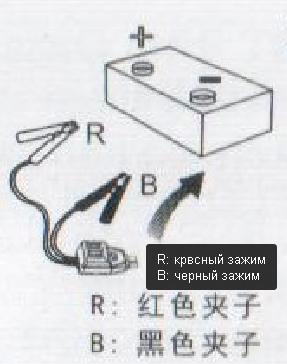 +
R
B
R: крвсный зажим
B: черный зажим
R: 红色夹子
B: 黑色夹子